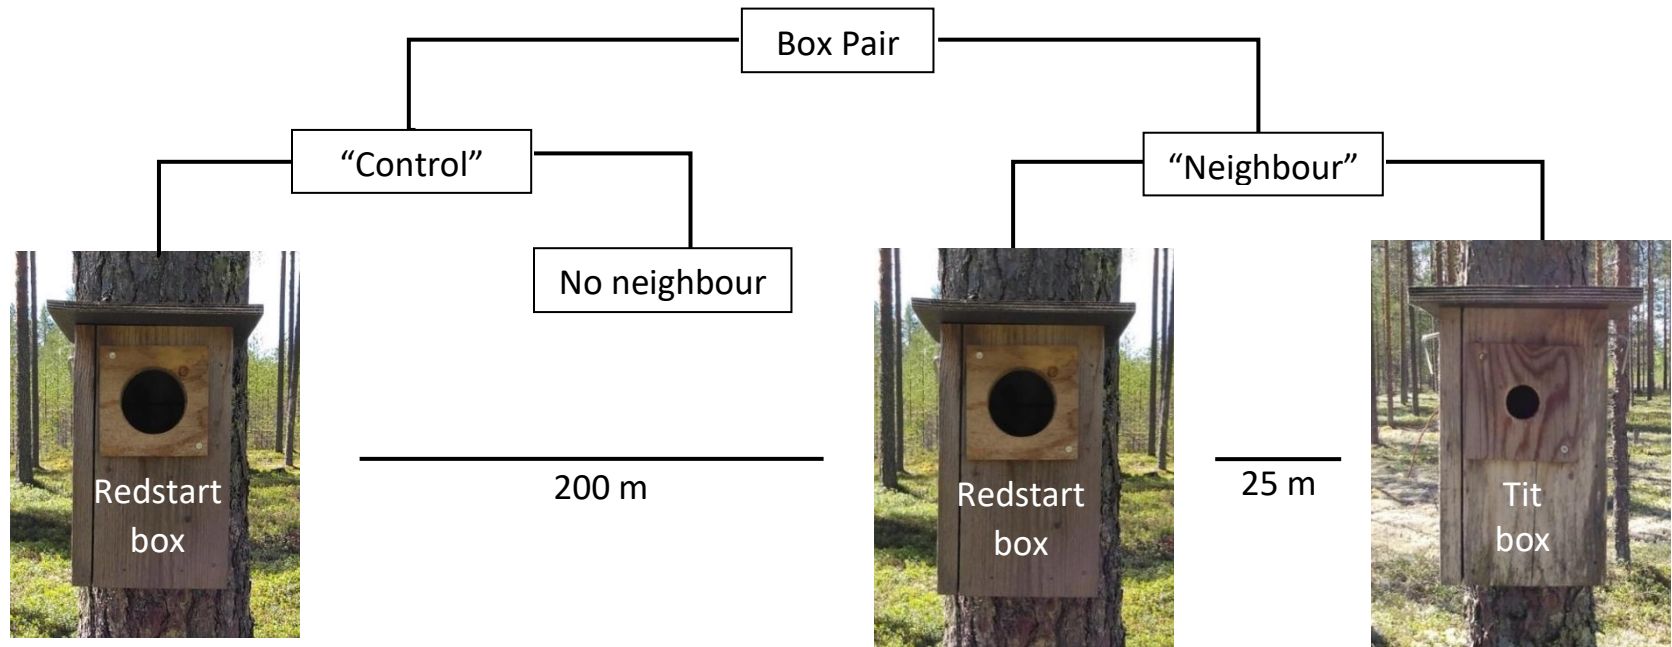 Box Pair
“Control”
“Neighbour”
No neighbour
Redstart
box
200 m
Redstart
box
25 m
Tit
box